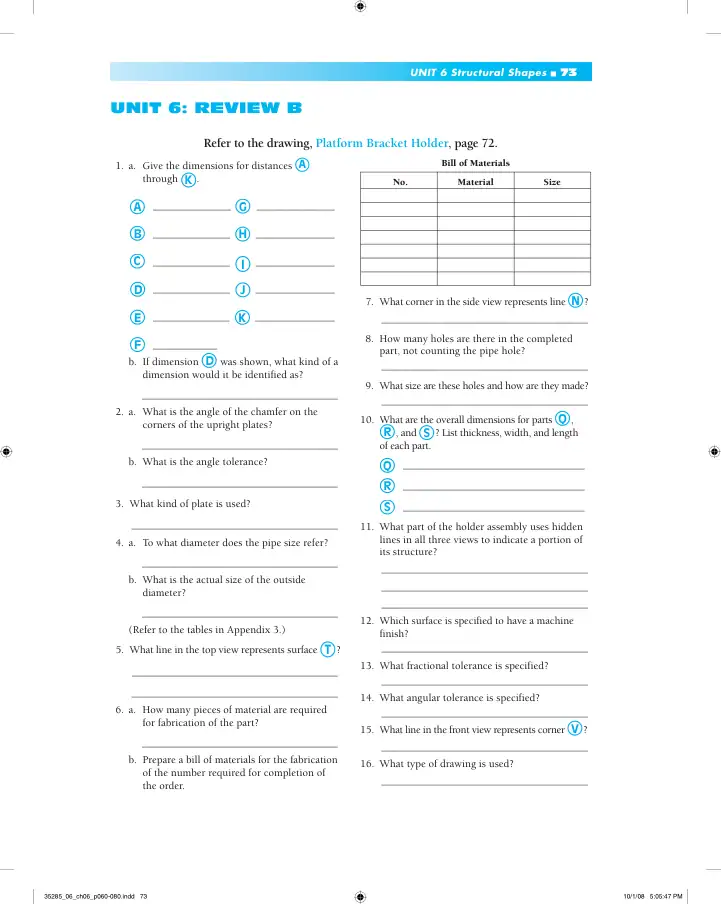 UNIT 6 Structural Shapes ■ 73
UNIT 6: REVIEW B
Refer to the drawing, Platform Bracket Holder, page 72.
1. a. Give the dimensions for distances A
through K.
A G
B H
C I
D J
E K
F
b. If dimension D was shown, what kind of a
dimension would it be identified as?
2. a. What is the angle of the chamfer on the
corners of the upright plates?
b. What is the angle tolerance?
3. What kind of plate is used?
4. a. To what diameter does the pipe size refer?
b. What is the actual size of the outside
diameter?
(Refer to the tables in Appendix 3.)
5. What line in the top view represents surface T?
6. a. How many pieces of material are required
for fabrication of the part?
b. Prepare a bill of materials for the fabrication
of the number required for completion of
the order.
Bill of Materials
No. Material Size
7. What corner in the side view represents line N?
8. How many holes are there in the completed
part, not counting the pipe hole?
9. What size are these holes and how are they made?
10. What are the overall dimensions for parts Q,
R, and S? List thickness, width, and length
of each part.
Q
R
S
11. What part of the holder assembly uses hidden
lines in all three views to indicate a portion of
its structure?
12. Which surface is specified to have a machine
finish?
13. What fractional tolerance is specified?
14. What angular tolerance is specified?
15. What line in the front view represents corner V?
16. What type of drawing is used?
35285_06_ch06_p060-080.indd 73
10/1/08 5:05:47 PM